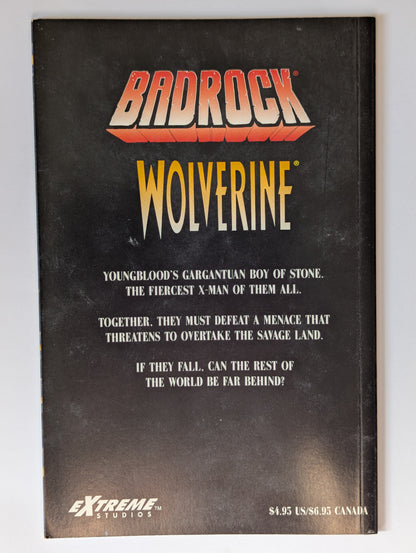 BADROCK®
WOLVERINE®
YOUNGBLOOD'S GARGANTUAN BOY OF STONE.
THE FIERCEST X-MAN OF THEM ALL.
TOGETHER, THEY MUST DEFEAT A MENACE THAT
THREATENS TO OVERTAKE THE SAVAGE LAND.
IF THEY FALL, CAN THE REST OF
THE WORLD BE FAR BEHIND?
EXTREME™
STUDIOS
$4.95 US/$6.95 CANADA